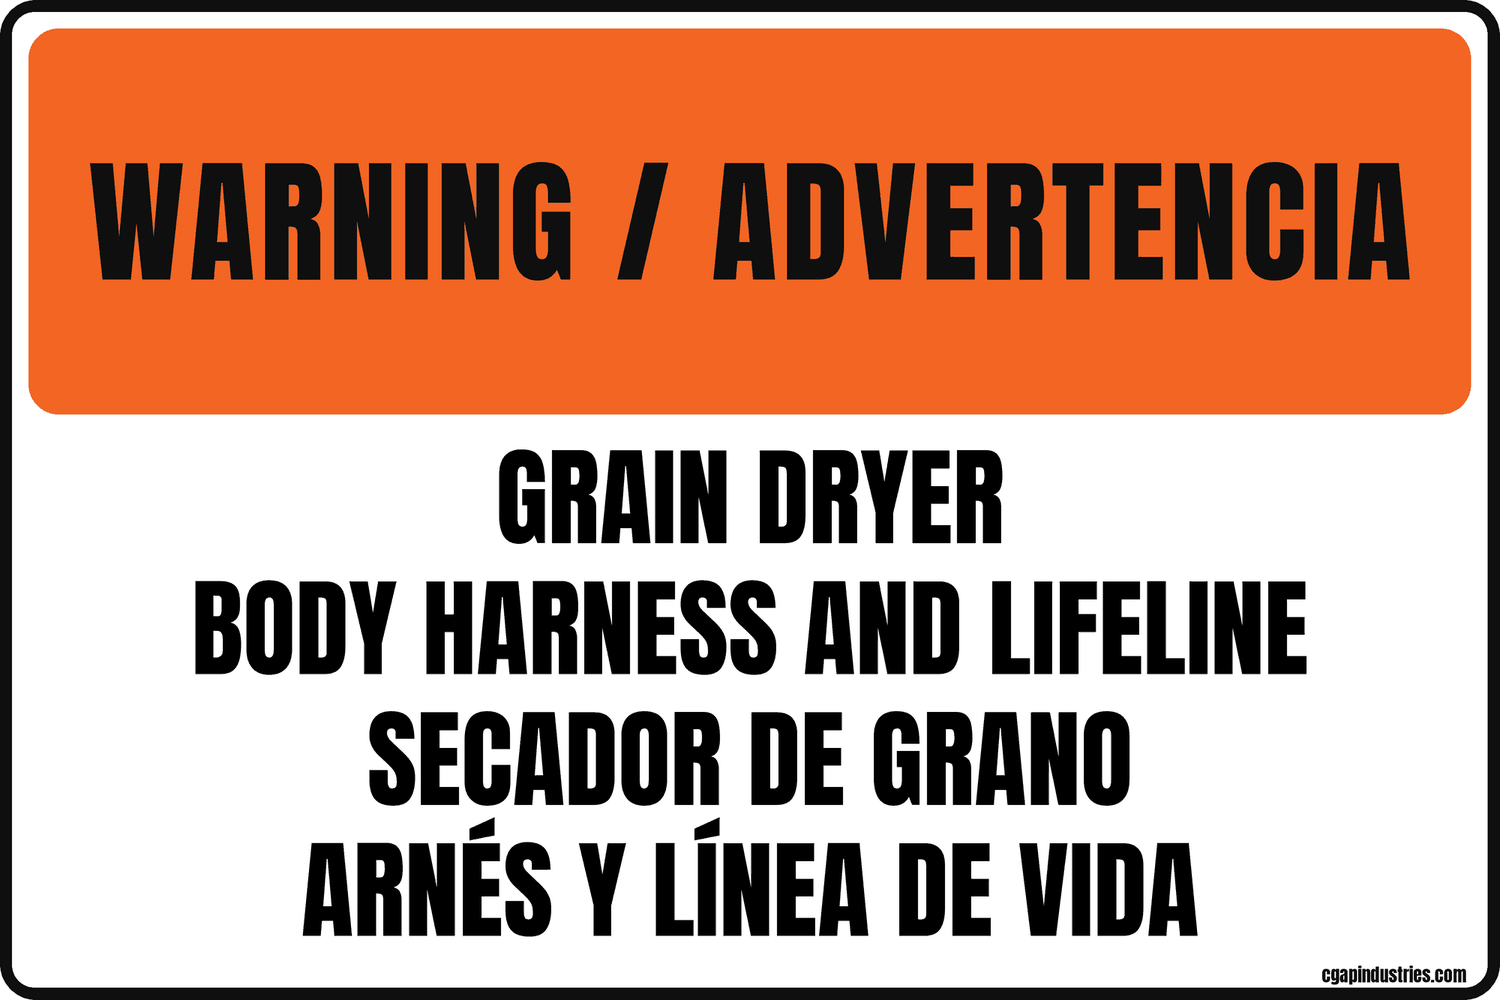 WARNING / ADVERTENCIA
GRAIN DRYER
BODY HARNESS AND LIFELINE
SECADOR DE GRANO
ARNÉS Y LÍNEA DE VIDA
cgapindustries.com